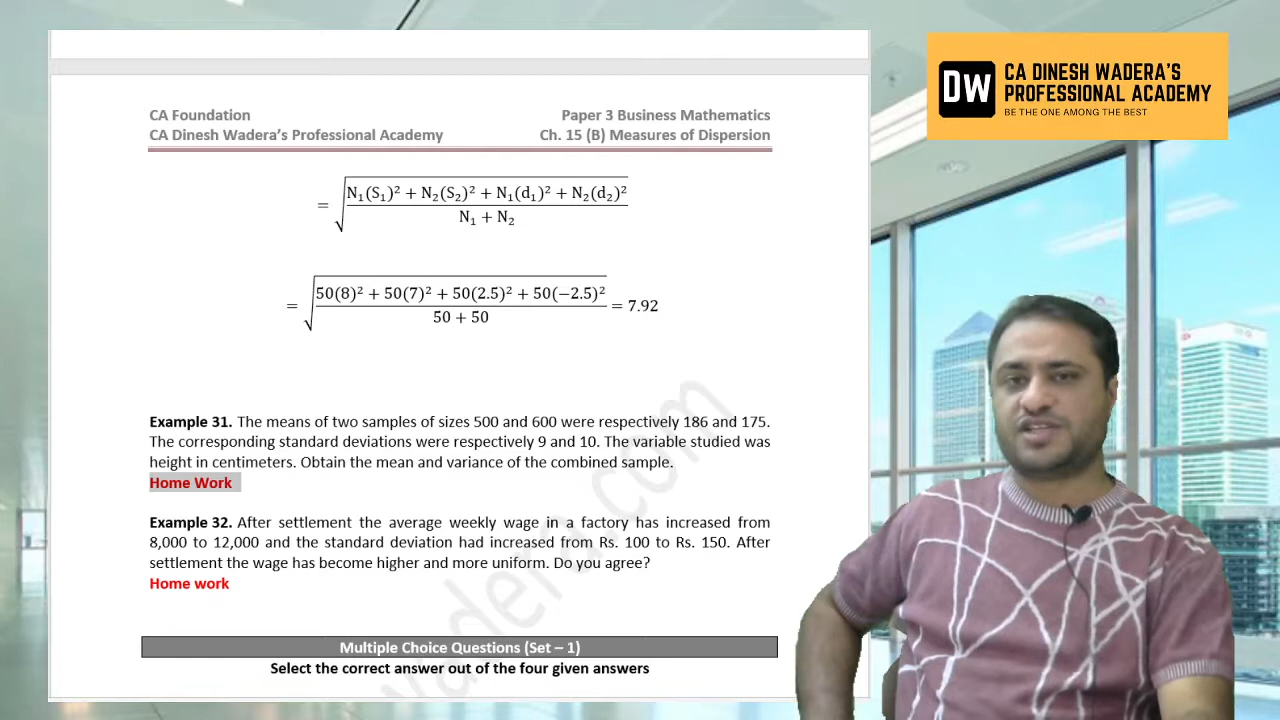 DW
CA DINESH WADERA'S
PROFESSIONAL ACADEMY
BE THE ONE AMONG THE BEST
CA Foundation
Paper 3 Business Mathematics
CA Dinesh Wadera's Professional Academy
Ch. 15 (B) Measures of Dispersion
= √((N₁(S₁)² + N₂(S₂)² + N₁(d₁)² + N₂(d₂)²) / (N₁ + N₂))
= √((50(8)² + 50(7)² + 50(2.5)² + 50(−2.5)²) / (50 + 50)) = 7.92
Example 31. The means of two samples of sizes 500 and 600 were respectively 186 and 175.
The corresponding standard deviations were respectively 9 and 10. The variable studied was
height in centimeters. Obtain the mean and variance of the combined sample.
Home Work
Example 32. After settlement the average weekly wage in a factory has increased from
8,000 to 12,000 and the standard deviation had increased from Rs. 100 to Rs. 150. After
settlement the wage has become higher and more uniform. Do you agree?
Home work
Multiple Choice Questions (Set – 1)
Select the correct answer out of the four given answers
wadera.com